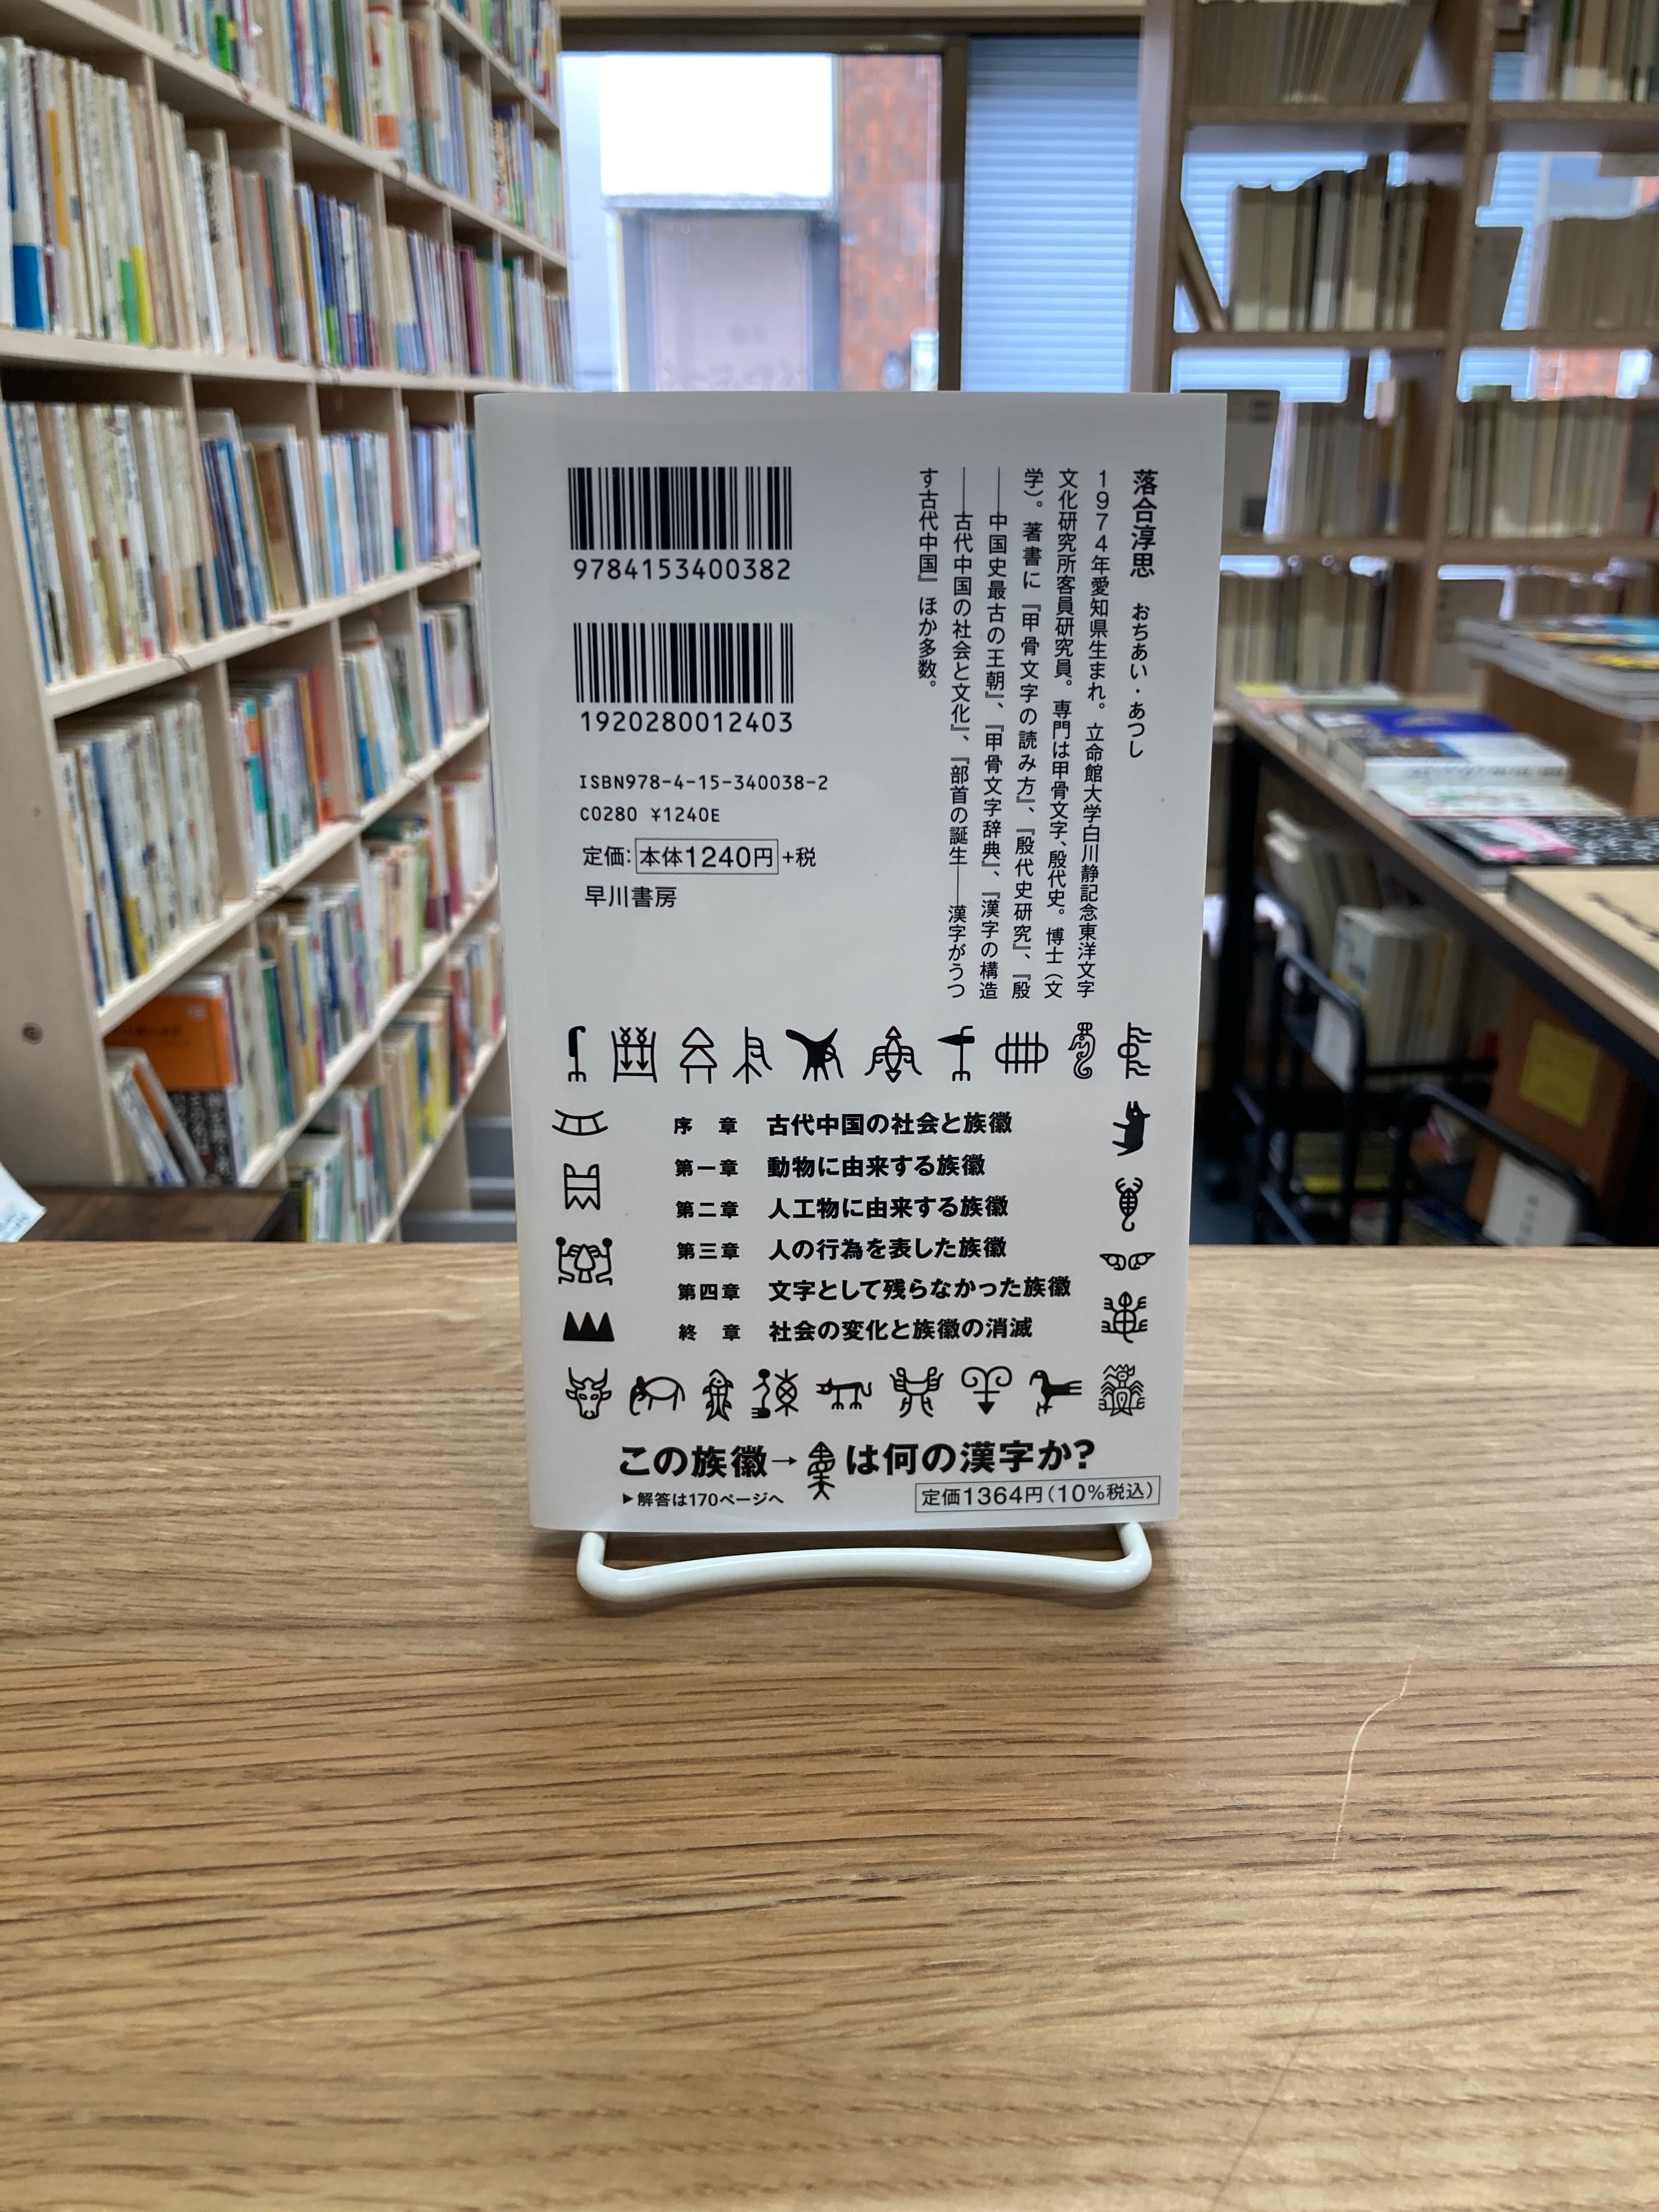 落合淳思 おちあい・あつし
1974年愛知県生まれ。立命館大学白川静記念東洋文字
文化研究所客員研究員。専門は甲骨文字、殷代史。博士（文
学）。著書に『甲骨文字の読み方』、『殷代史研究』、『殷
――中国史最古の王朝』、『甲骨文字辞典』、『漢字の構造
――古代中国の社会と文化』、『部首の誕生――漢字がうつ
す古代中国』ほか多数。
9784153400382
1920280012403
ISBN978-4-15-340038-2
C0280 ¥1240E
定価:本体1240円+税
早川書房
序 章 古代中国の社会と族徽
第一章 動物に由来する族徽
第二章 人工物に由来する族徽
第三章 人の行為を表した族徽
第四章 文字として残らなかった族徽
終 章 社会の変化と族徽の消滅
この族徽→は何の漢字か?
▶解答は170ページへ
定価1364円(10%税込)